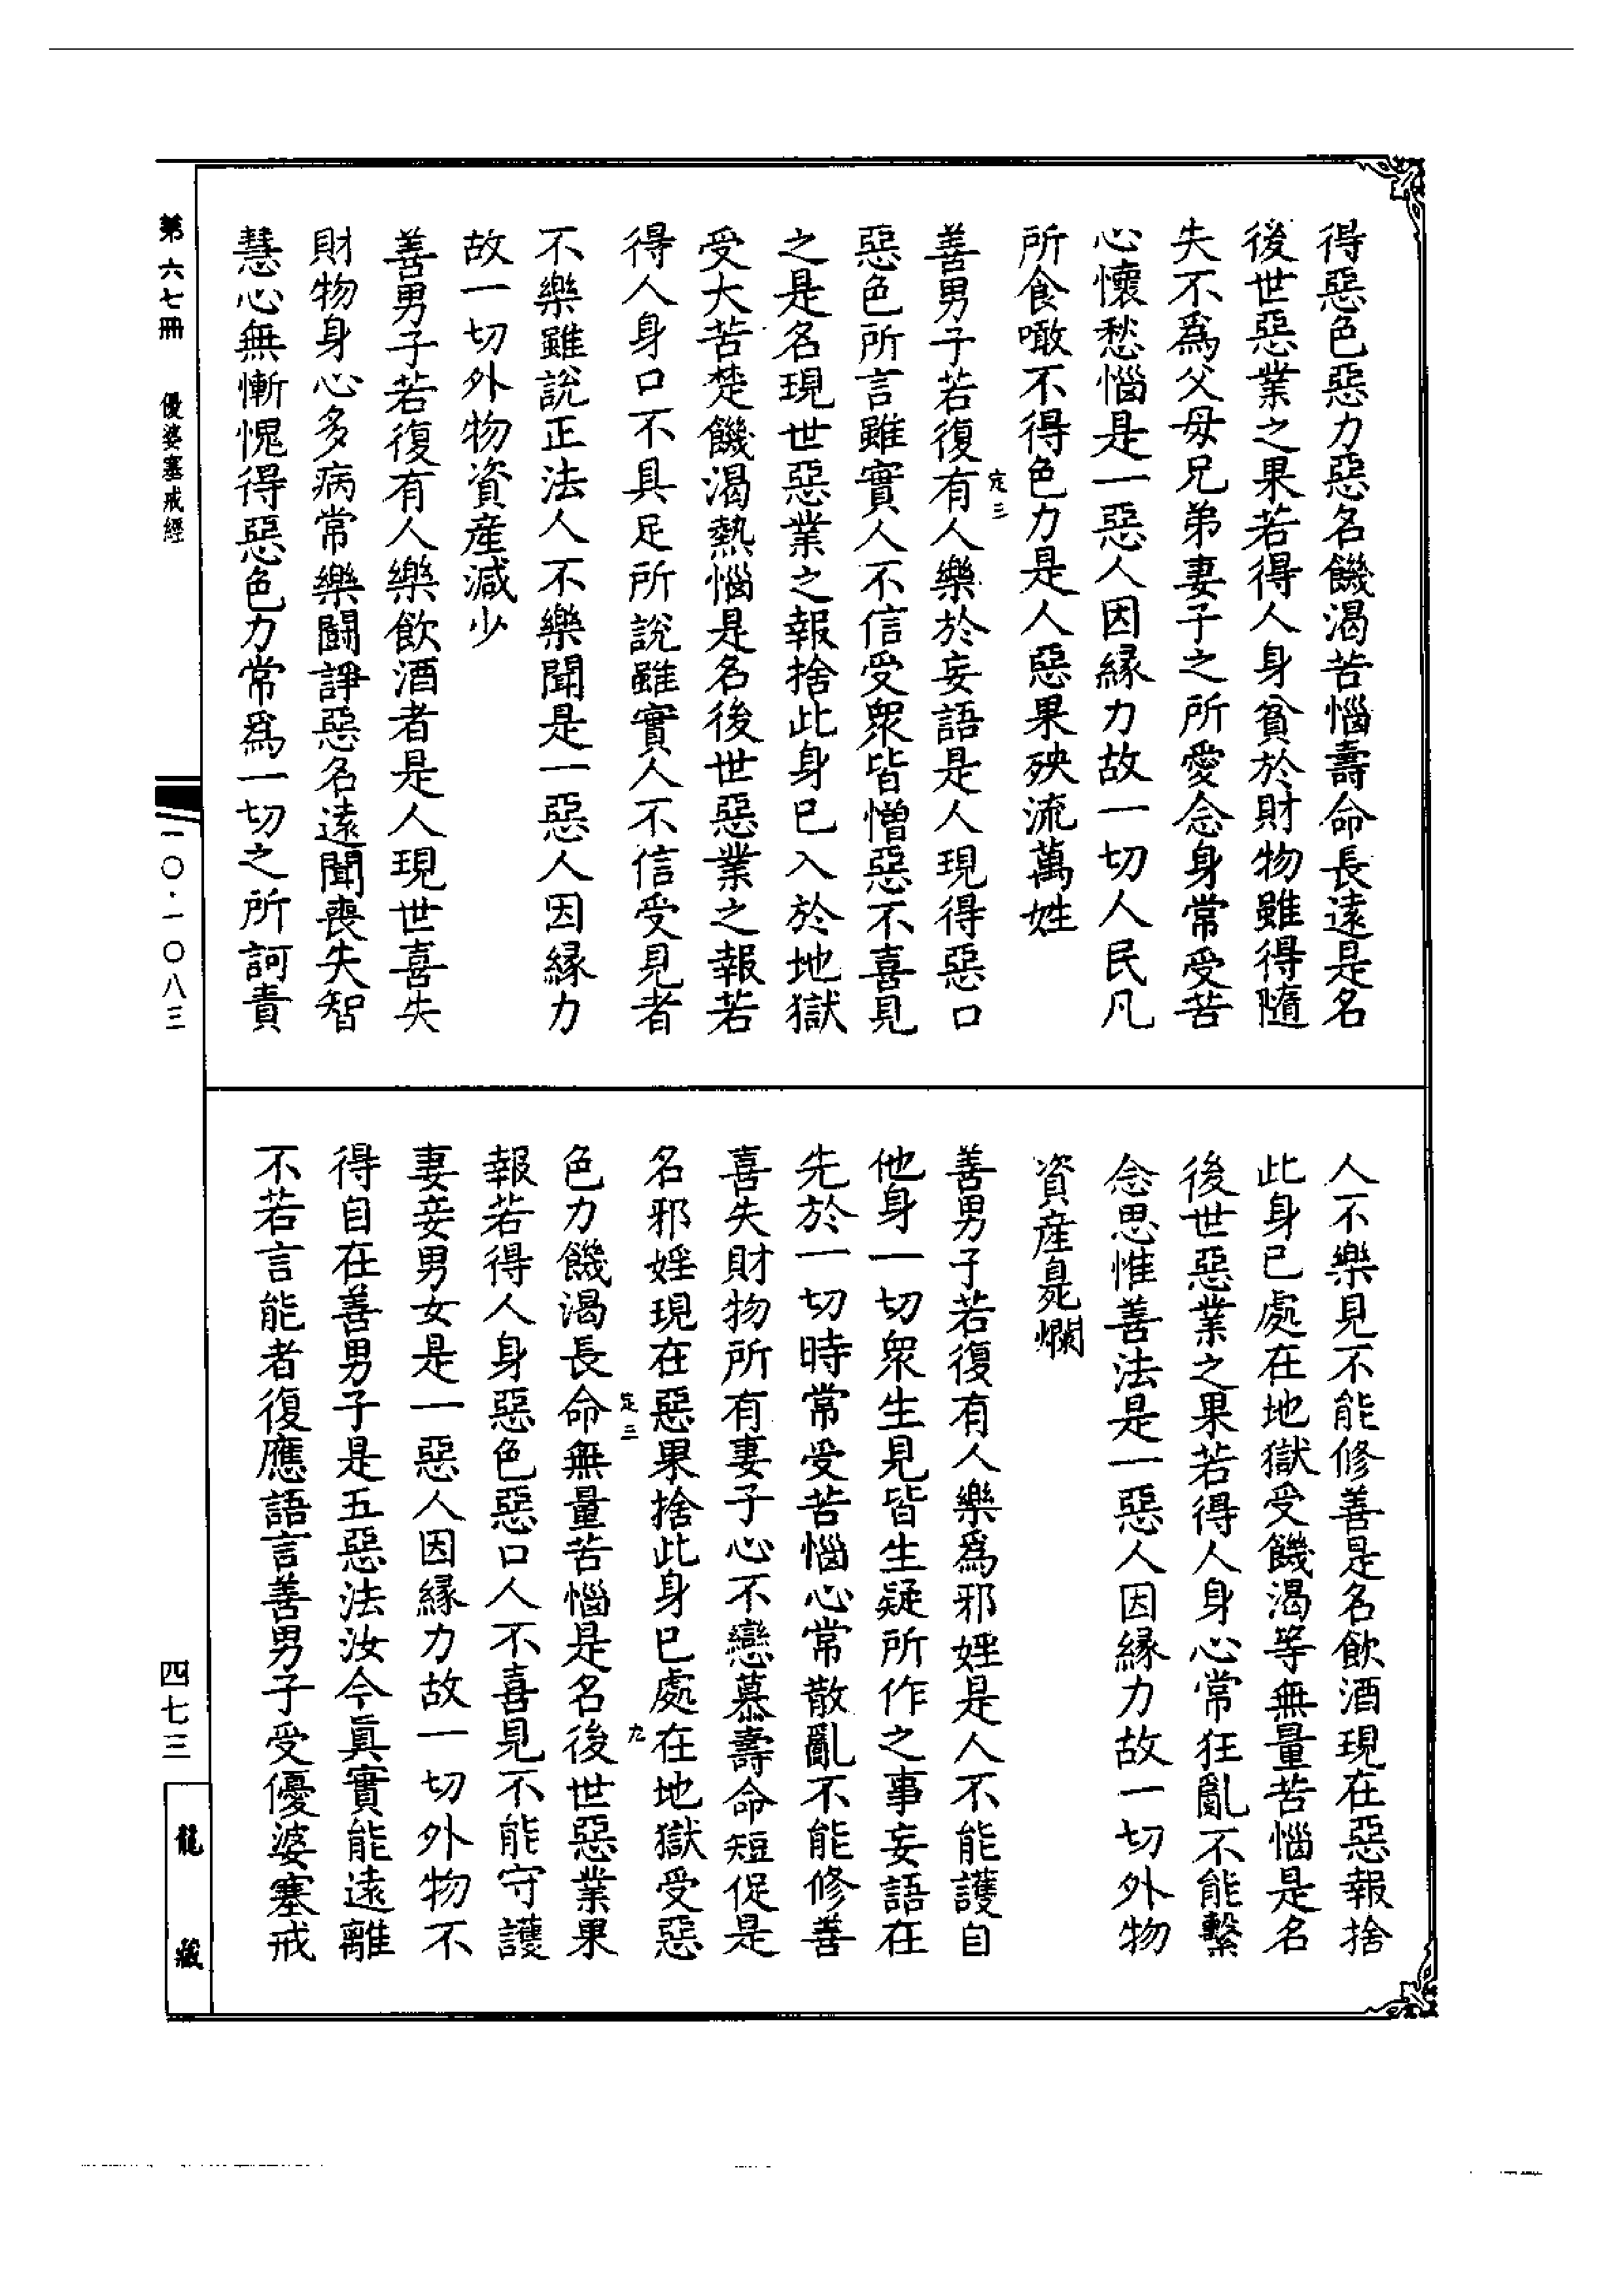 得惡色惡力惡名饑渴苦惱壽命長遠是名
後世惡業之果若得人身貧於財物雖得隨
失不爲父母兄弟妻子之所愛念身常受苦
心懷愁惱是一惡人因緣力故一切人民凡
所食噉不得色力是人惡果殃流萬姓
善男子若復有人樂於妄語是人現得惡口
惡色所言雖實人不信受衆皆憎惡不喜見
之是名現世惡業之報捨此身已入於地獄
受大苦楚饑渴熱惱是名後世惡業之報若
得人身口不具足所說雖實人不信受見者
不樂雖說正法人不樂聞是一惡人因緣力
故一切外物資產減少
善男子若復有人樂飲酒者是人現世喜失
財物身心多病常樂鬭諍惡名遠聞喪失智
慧心無慚愧得惡色力常爲一切之所訶責
人不樂見不能修善是名飲酒現在惡報捨
此身已處在地獄受饑渴等無量苦惱是名
後世惡業之果若得人身心常狂亂不能繫
念思惟善法是一惡人因緣力故一切外物
資產臰爛
善男子若復有人樂爲邪婬是人不能護自
他身一切衆生見皆生疑所作之事妄語在
先於一切時常受苦惱心常散亂不能修善
喜失財物所有妻子心不戀慕壽命短促是
名邪婬現在惡果捨此身已處在地獄受惡
色力饑渴長命無量苦惱是名後世惡業果
報若得人身惡色惡口人不喜見不能守護
妻妾男女是一惡人因緣力故一切外物不
得自在善男子是五惡法汝今眞實能遠離
不若言能者復應語言善男子受優婆塞戒
定三
定三
九
第六七冊 優婆塞戒經
一〇·一〇八三
四七三
龍藏